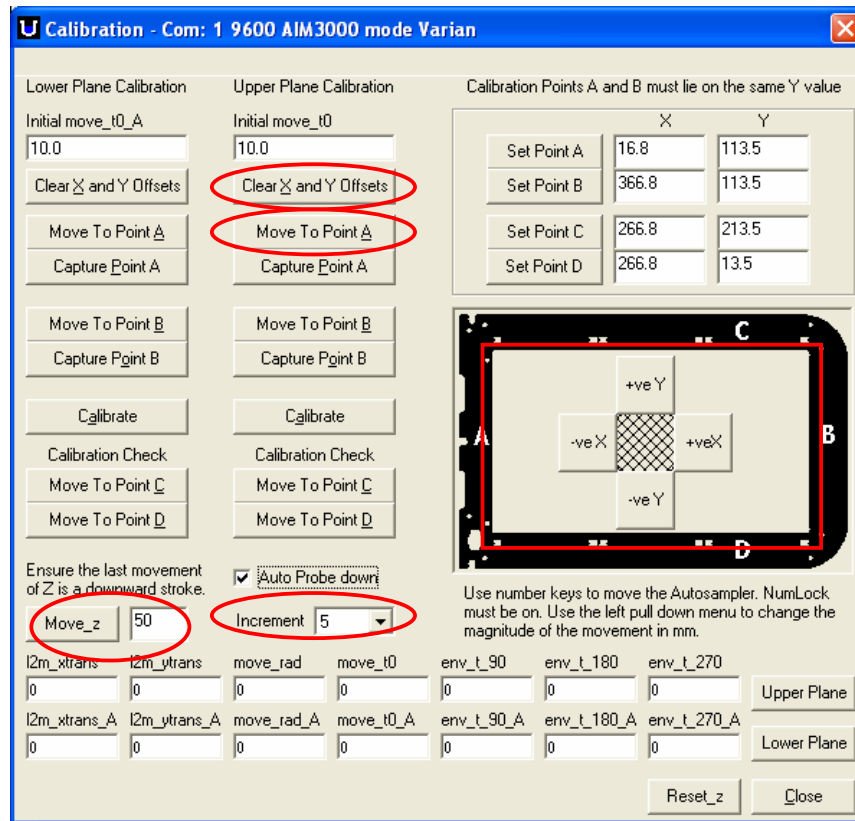 Calibration - Com: 1 9600 AIM3000 mode Varian
Lower Plane Calibration
Initial move_t0_A
10.0
Clear X and Y Offsets
Move To Point A
Capture Point A
Move To Point B
Capture Point B
Calibrate
Calibration Check
Move To Point C
Move To Point D
Ensure the last movement
of Z is a downward stroke.
Move_z 50
Upper Plane Calibration
Initial move_t0
10.0
Clear X and Y Offsets
Move To Point A
Capture Point A
Move To Point B
Capture Point B
Calibrate
Calibration Check
Move To Point C
Move To Point D
Auto Probe down
Increment 5
Calibration Points A and B must lie on the same Y value
X Y
Set Point A 16.8 113.5
Set Point B 366.8 113.5
Set Point C 266.8 213.5
Set Point D 266.8 13.5
C
+ve Y
A -ve X +veX B
-ve Y
D
Use number keys to move the Autosampler. NumLock
must be on. Use the left pull down menu to change the
magnitude of the movement in mm.
l2m_xtrans l2m_ytrans move_rad move_t0 env_t_90 env_t_180 env_t_270
0 0 0 0 0 0 0 Upper Plane
l2m_xtrans_A l2m_ytrans_A move_rad_A move_t0_A env_t_90_A env_t_180_A env_t_270_A
0 0 0 0 0 0 0 Lower Plane
Reset_z Close